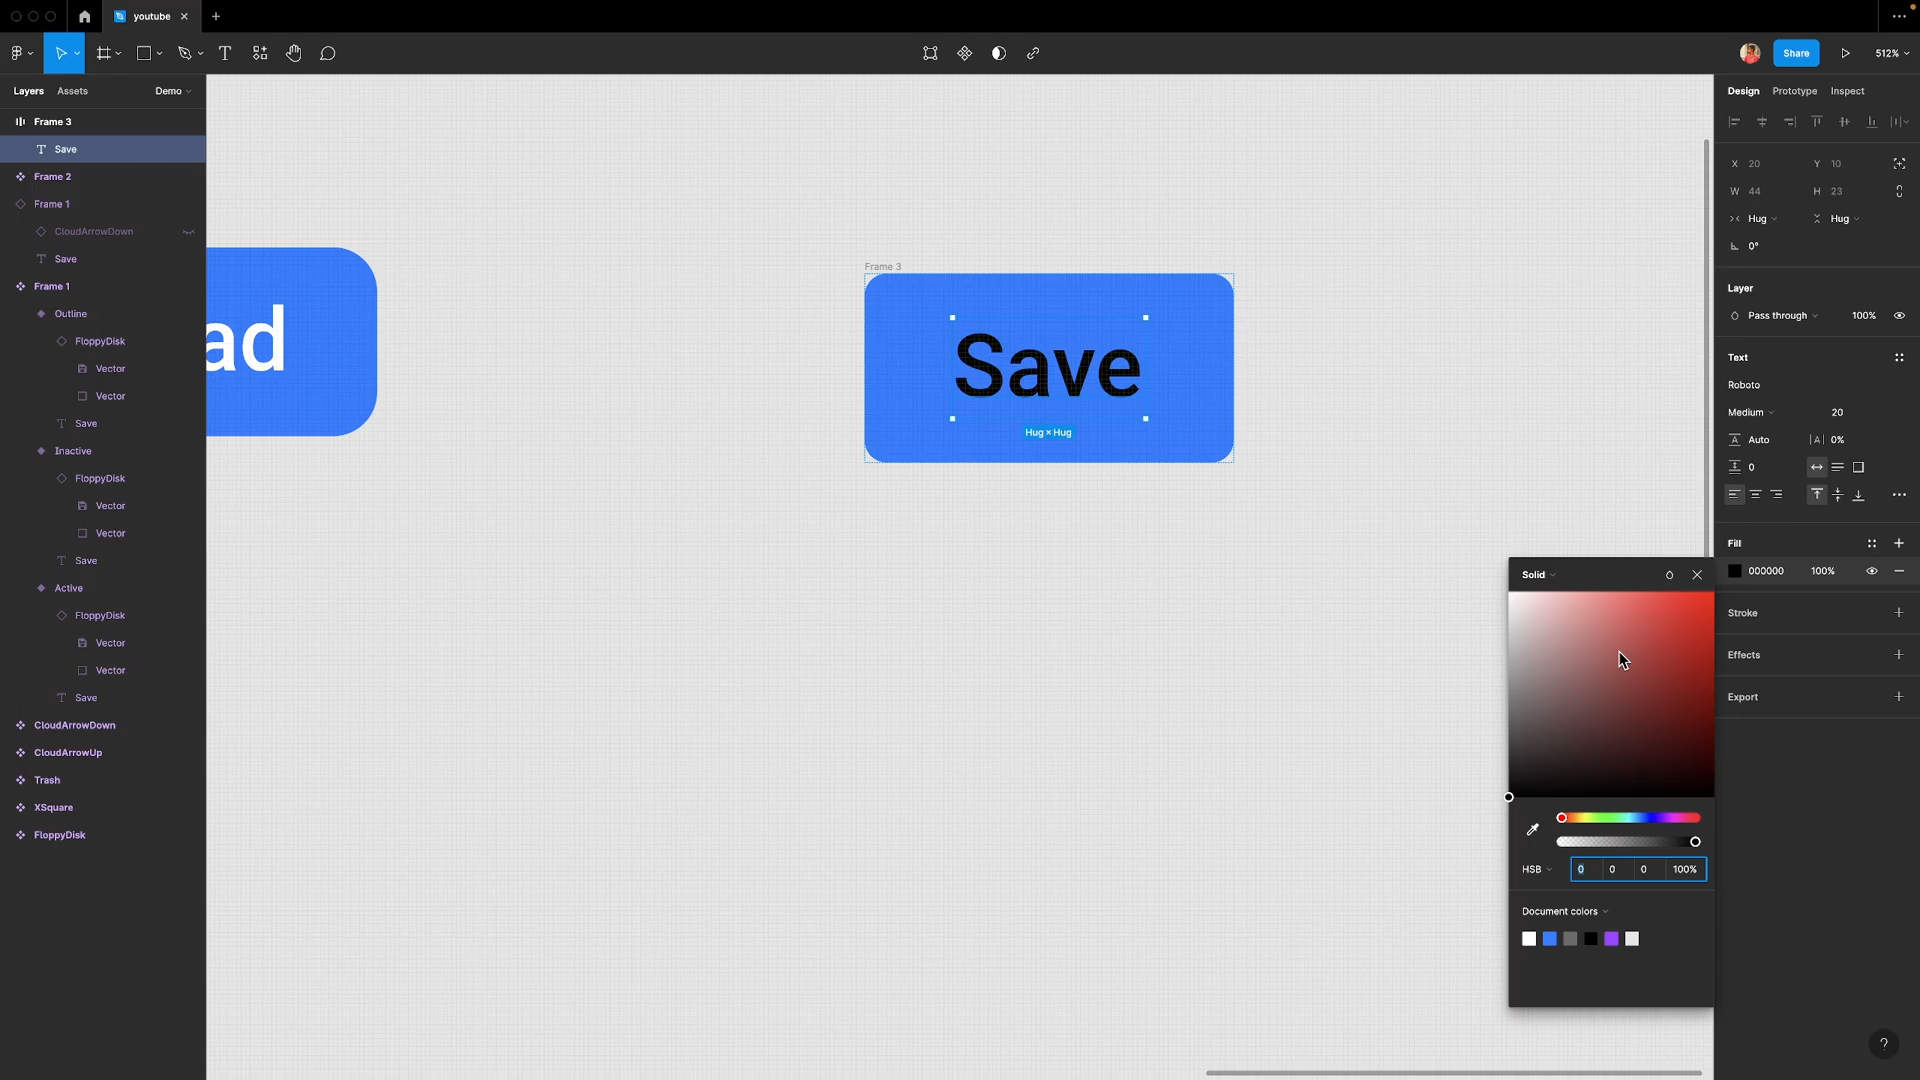 youtube
512%
Share
Layers
Assets
Demo
Frame 3
Save
Frame 2
Frame 1
CloudArrowDown
Save
Frame 1
Outline
FloppyDisk
Vector
Vector
Save
Inactive
FloppyDisk
Vector
Vector
Save
Active
FloppyDisk
Vector
Vector
Save
CloudArrowDown
CloudArrowUp
Trash
XSquare
FloppyDisk
ad
Frame 3
Save
Hug × Hug
Design Prototype Inspect
X 20 Y 10
W 44 H 23
Hug Hug
0°
Layer
Pass through 100%
Text
Roboto
Medium 20
Auto 0%
0
Fill
000000 100%
Stroke
Effects
Export
Solid
HSB 0 0 0 100%
Document colors
?